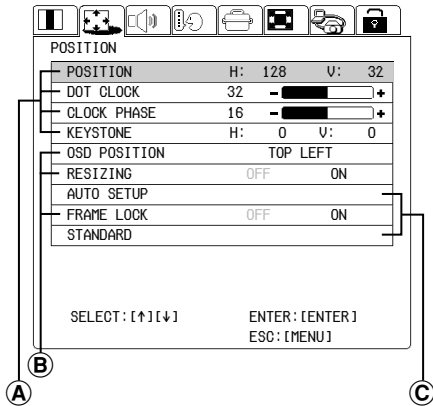 POSITION
POSITION H: 128 V: 32
DOT CLOCK 32 - +
CLOCK PHASE 16 - +
KEYSTONE H: 0 V: 0
OSD POSITION TOP LEFT
RESIZING OFF ON
AUTO SETUP
FRAME LOCK OFF ON
STANDARD
SELECT:[↑][↓] ENTER:[ENTER]
ESC:[MENU]
B
A C